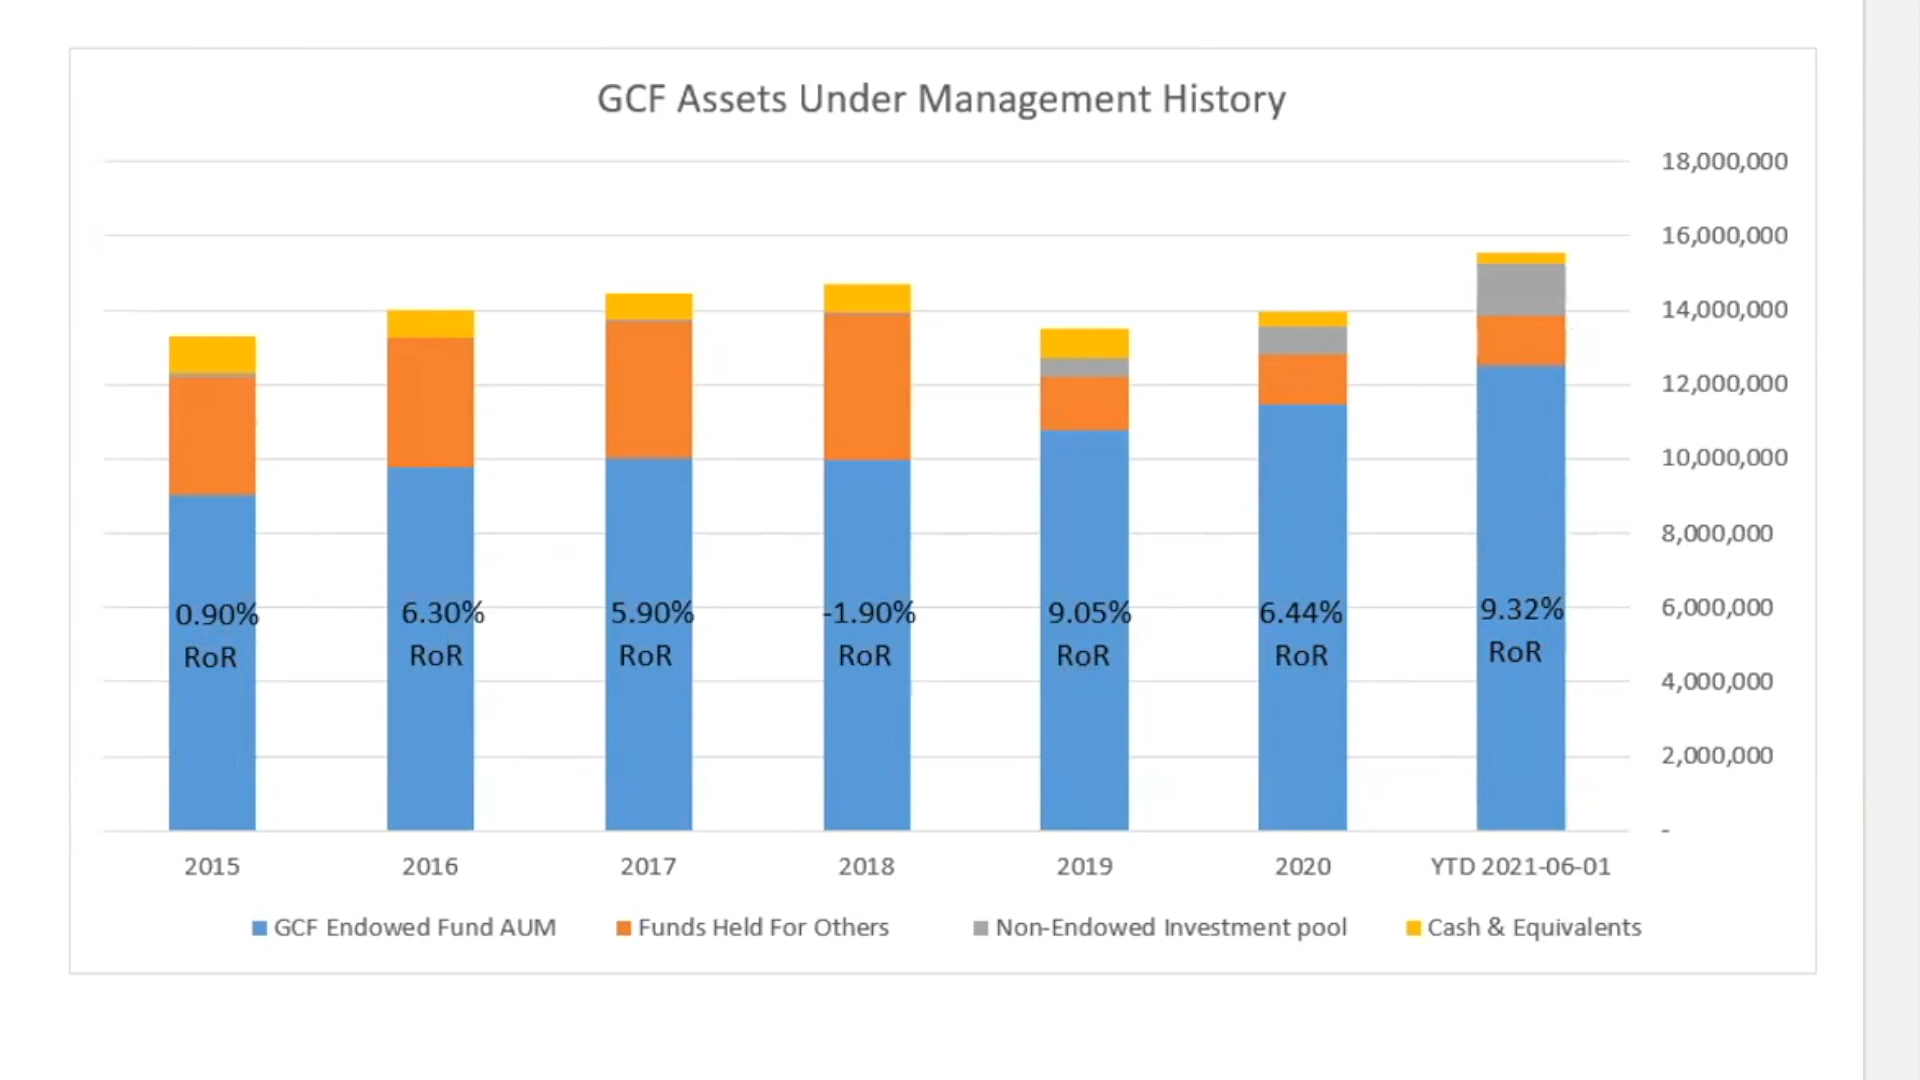 GCF Assets Under Management History
18,000,000
16,000,000
14,000,000
12,000,000
10,000,000
8,000,000
6,000,000
4,000,000
2,000,000
-
0.90%
RoR
6.30%
RoR
5.90%
RoR
-1.90%
RoR
9.05%
RoR
6.44%
RoR
9.32%
RoR
2015 2016 2017 2018 2019 2020 YTD 2021-06-01
GCF Endowed Fund AUM Funds Held For Others Non-Endowed Investment pool Cash & Equivalents